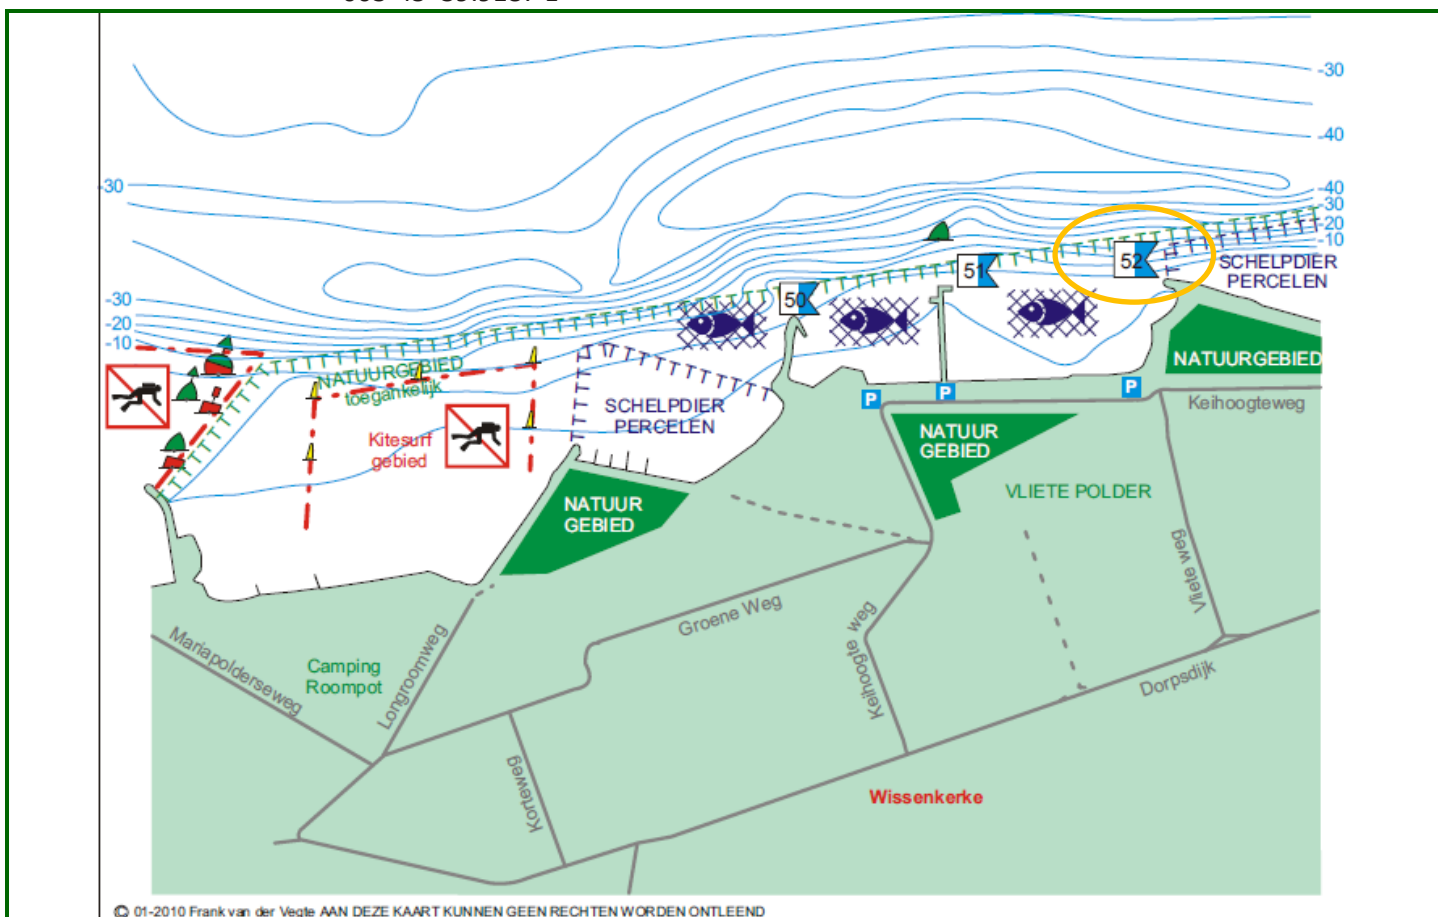 -30
-40
-30
-40
-30
-20
-10
52
51
50
SCHELPDIER
PERCELEN
-30
-20
-10
NATUURGEBIED
toegankelijk
NATUURGEBIED
P
P
P
Keihoogteweg
SCHELPDIER
PERCELEN
Kitesurf
gebied
NATUUR
GEBIED
NATUUR
GEBIED
VLIETE POLDER
Vliete weg
Groene Weg
Keihoogte weg
Mariapolderseweg
Camping
Roompot
Longroomweg
Dorpsdijk
Korteweg
Wissenkerke
© 01-2010 Frank van der Vegte AAN DEZE KAART KUNNEN GEEN RECHTEN WORDEN ONTLEEND